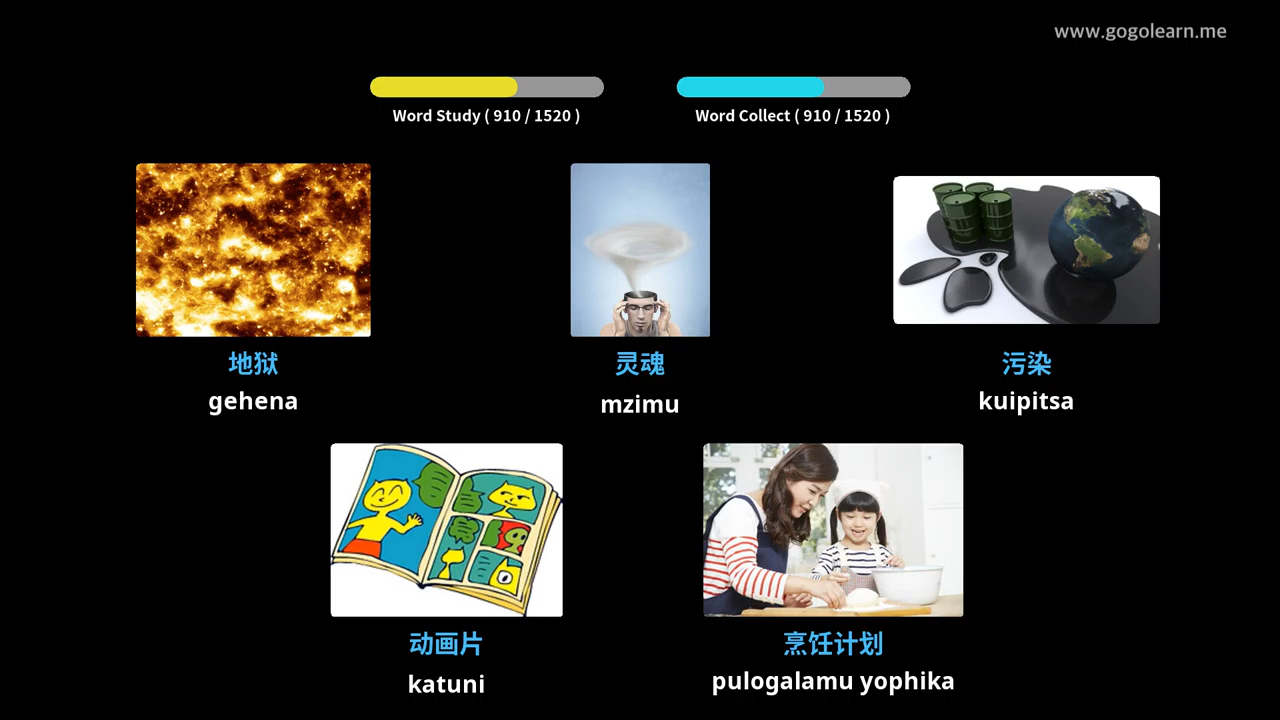 www.gogolearn.me
Word Study ( 910 / 1520 )
Word Collect ( 910 / 1520 )
地狱
gehena
灵魂
mzimu
污染
kuipitsa
动画片
katuni
烹饪计划
pulogalamu yophika